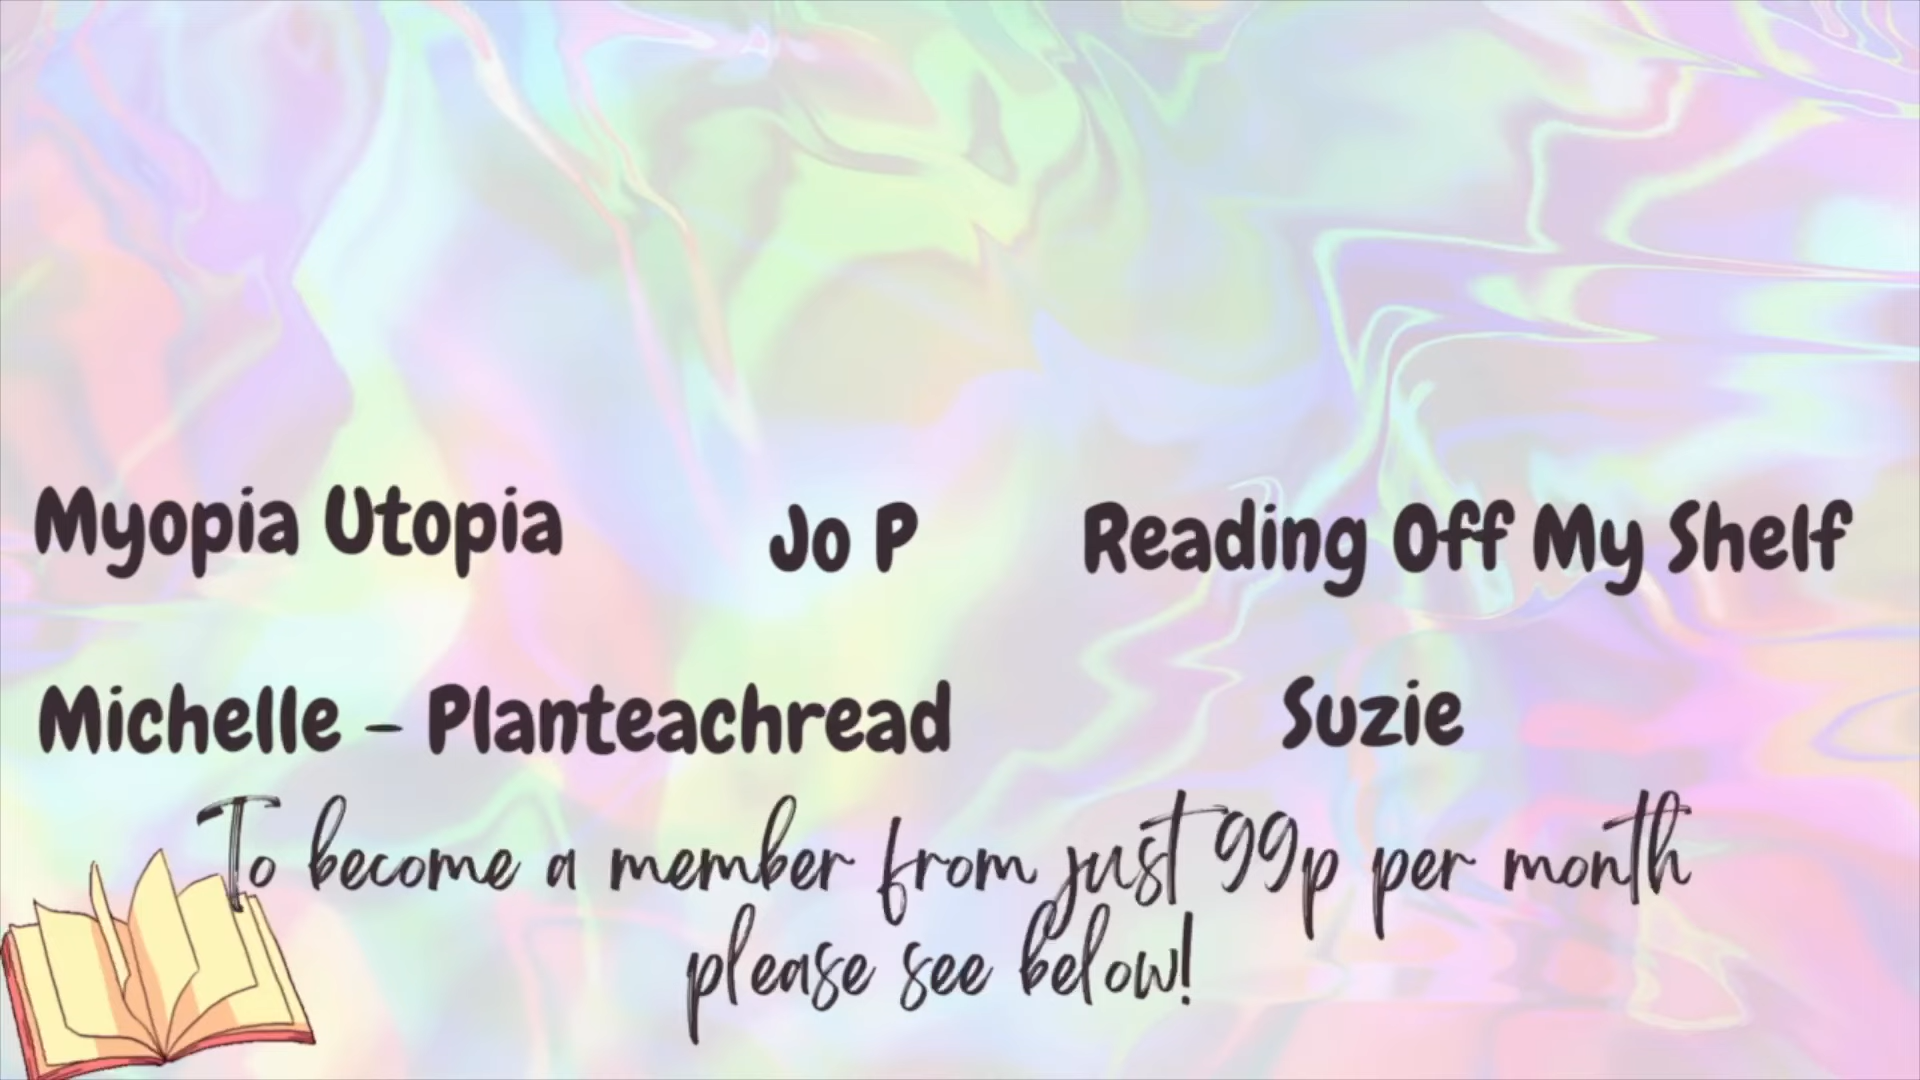 Myopia Utopia
Jo P
Reading Off My Shelf
Michelle - Planteachread
Suzie
To become a member from just 99p per month
please see below!